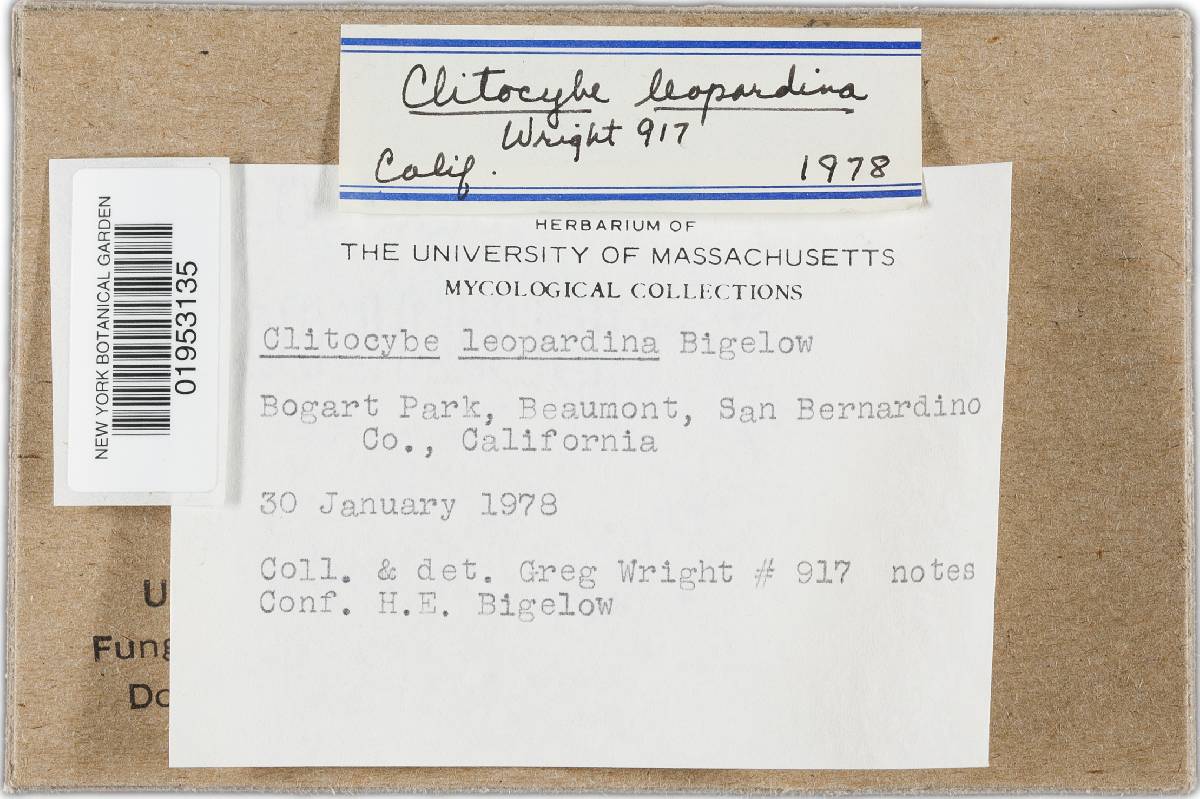 Clitocybe leopardina
Wright 917
Calif. 1978
NEW YORK BOTANICAL GARDEN
01953135
HERBARIUM OF
THE UNIVERSITY OF MASSACHUSETTS
MYCOLOGICAL COLLECTIONS
Clitocybe leopardina Bigelow
Bogart Park, Beaumont, San Bernardino
Co., California
30 January 1978
Coll. & det. Greg Wright # 917 notes
Conf. H.E. Bigelow